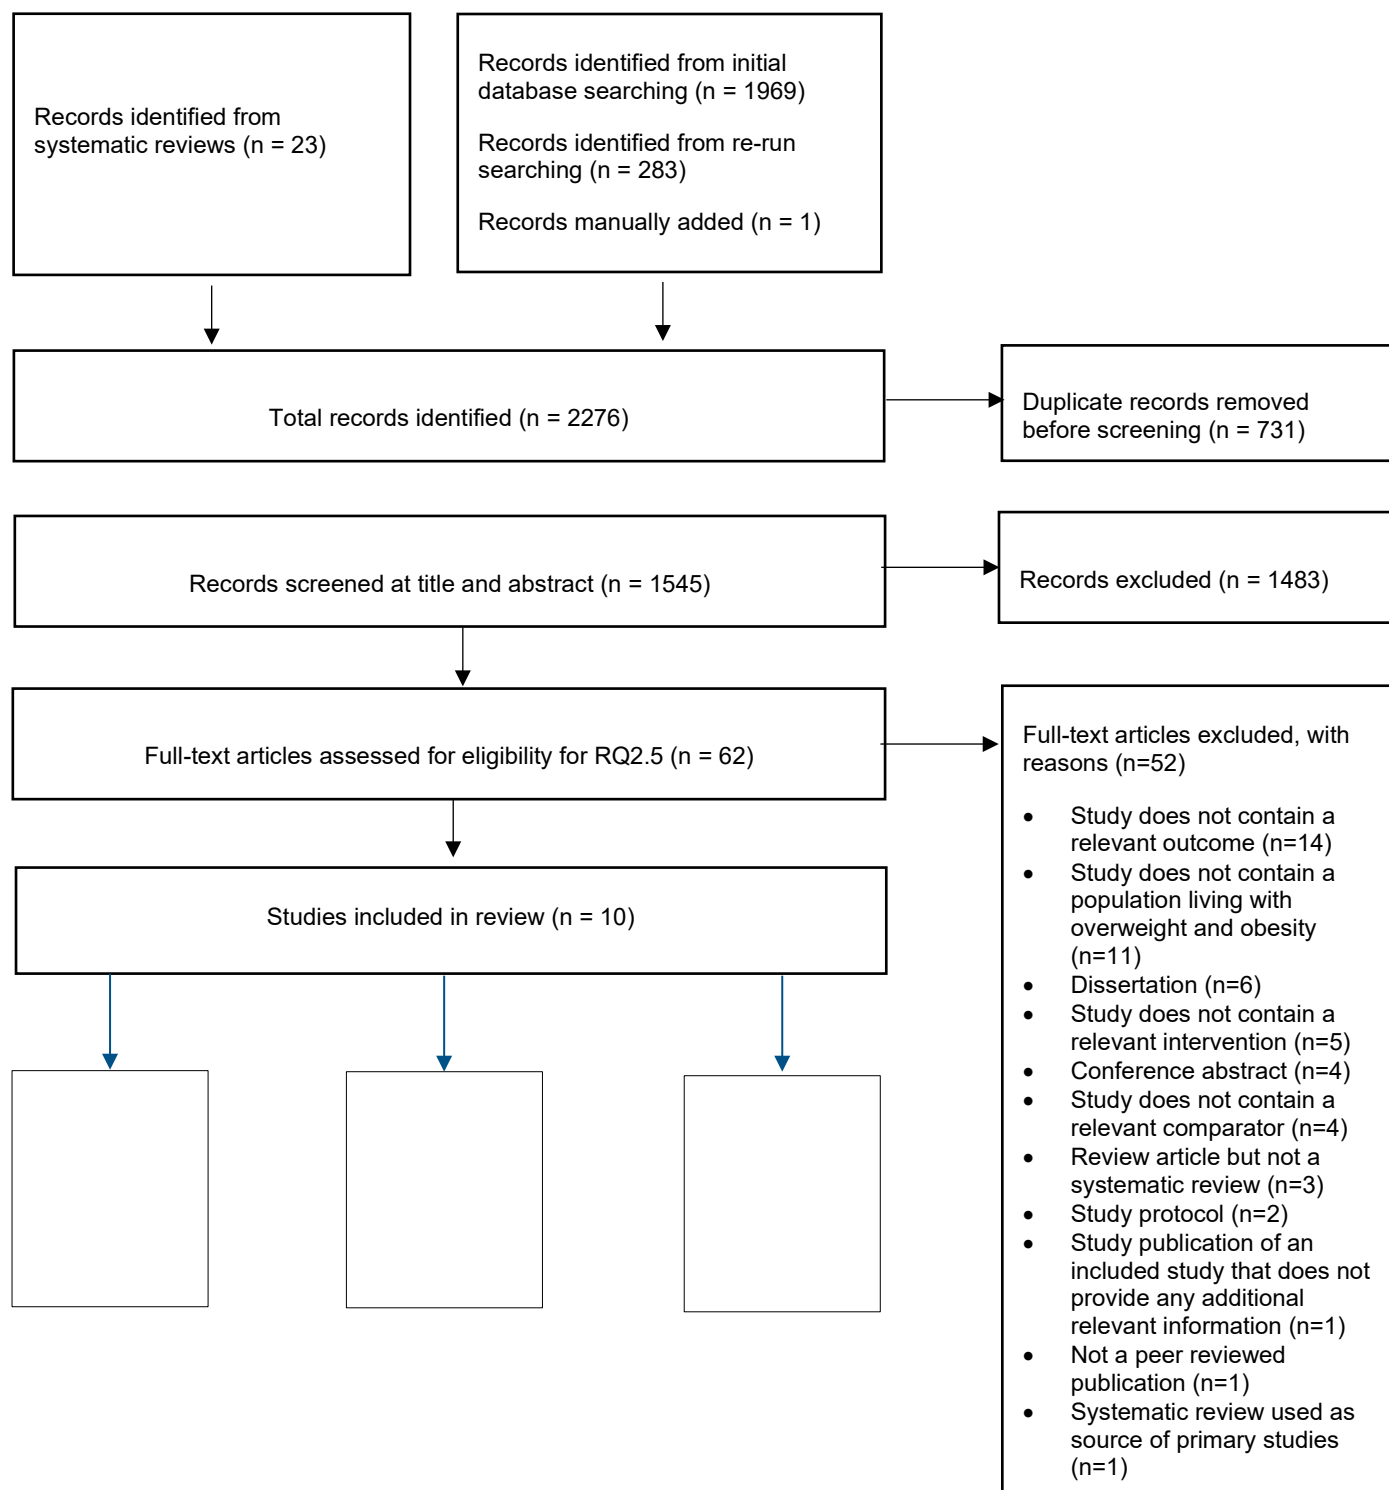 Records identified from
systematic reviews (n = 23)
Records identified from initial
database searching (n = 1969)
Records identified from re-run
searching (n = 283)
Records manually added (n = 1)
Total records identified (n = 2276)
Duplicate records removed
before screening (n = 731)
Records screened at title and abstract (n = 1545)
Records excluded (n = 1483)
Full-text articles assessed for eligibility for RQ2.5 (n = 62)
Full-text articles excluded, with
reasons (n=52)
• Study does not contain a
relevant outcome (n=14)
• Study does not contain a
population living with
overweight and obesity
(n=11)
• Dissertation (n=6)
• Study does not contain a
relevant intervention (n=5)
• Conference abstract (n=4)
• Study does not contain a
relevant comparator (n=4)
• Review article but not a
systematic review (n=3)
• Study protocol (n=2)
• Study publication of an
included study that does not
provide any additional
relevant information (n=1)
• Not a peer reviewed
publication (n=1)
• Systematic review used as
source of primary studies
(n=1)
Studies included in review (n = 10)